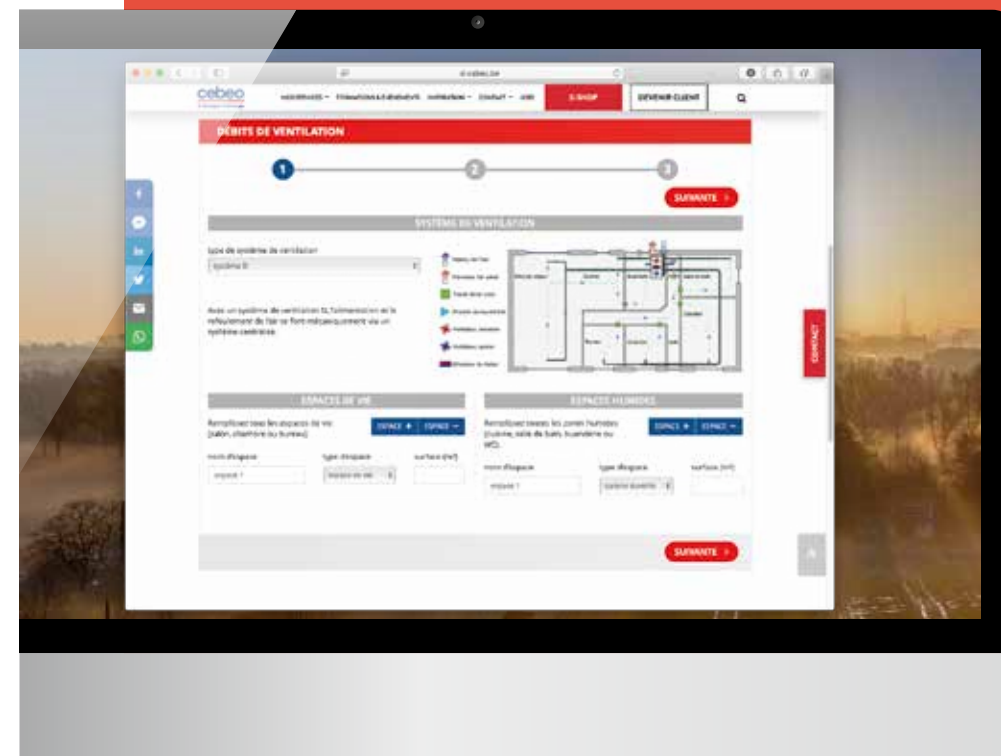 cebeo
E-SHOP
DEVENIR CLIENT
DÉBITS DE VENTILATION
1
2
3
SUIVANTE >
SYSTÈME DE VENTILATION
type de système de ventilation
système D
Avec un système de ventilation D, l'alimentation et le
refoulement de l'air se font mécaniquement via un
système centralisé.
CONTACT
ESPACES DE VIE
ESPACES HUMIDES
Remplissez tous les espaces de vie
(salon, chambre ou bureau)
ESPACE +
ESPACE −
Remplissez toutes les zones humides
(cuisine, salle de bain, buanderie ou
WC).
ESPACE +
ESPACE −
nom d'espace
type d'espace
surface (m²)
espace 1
espace de vie
nom d'espace
type d'espace
surface (m²)
espace 1
espace humide
SUIVANTE >